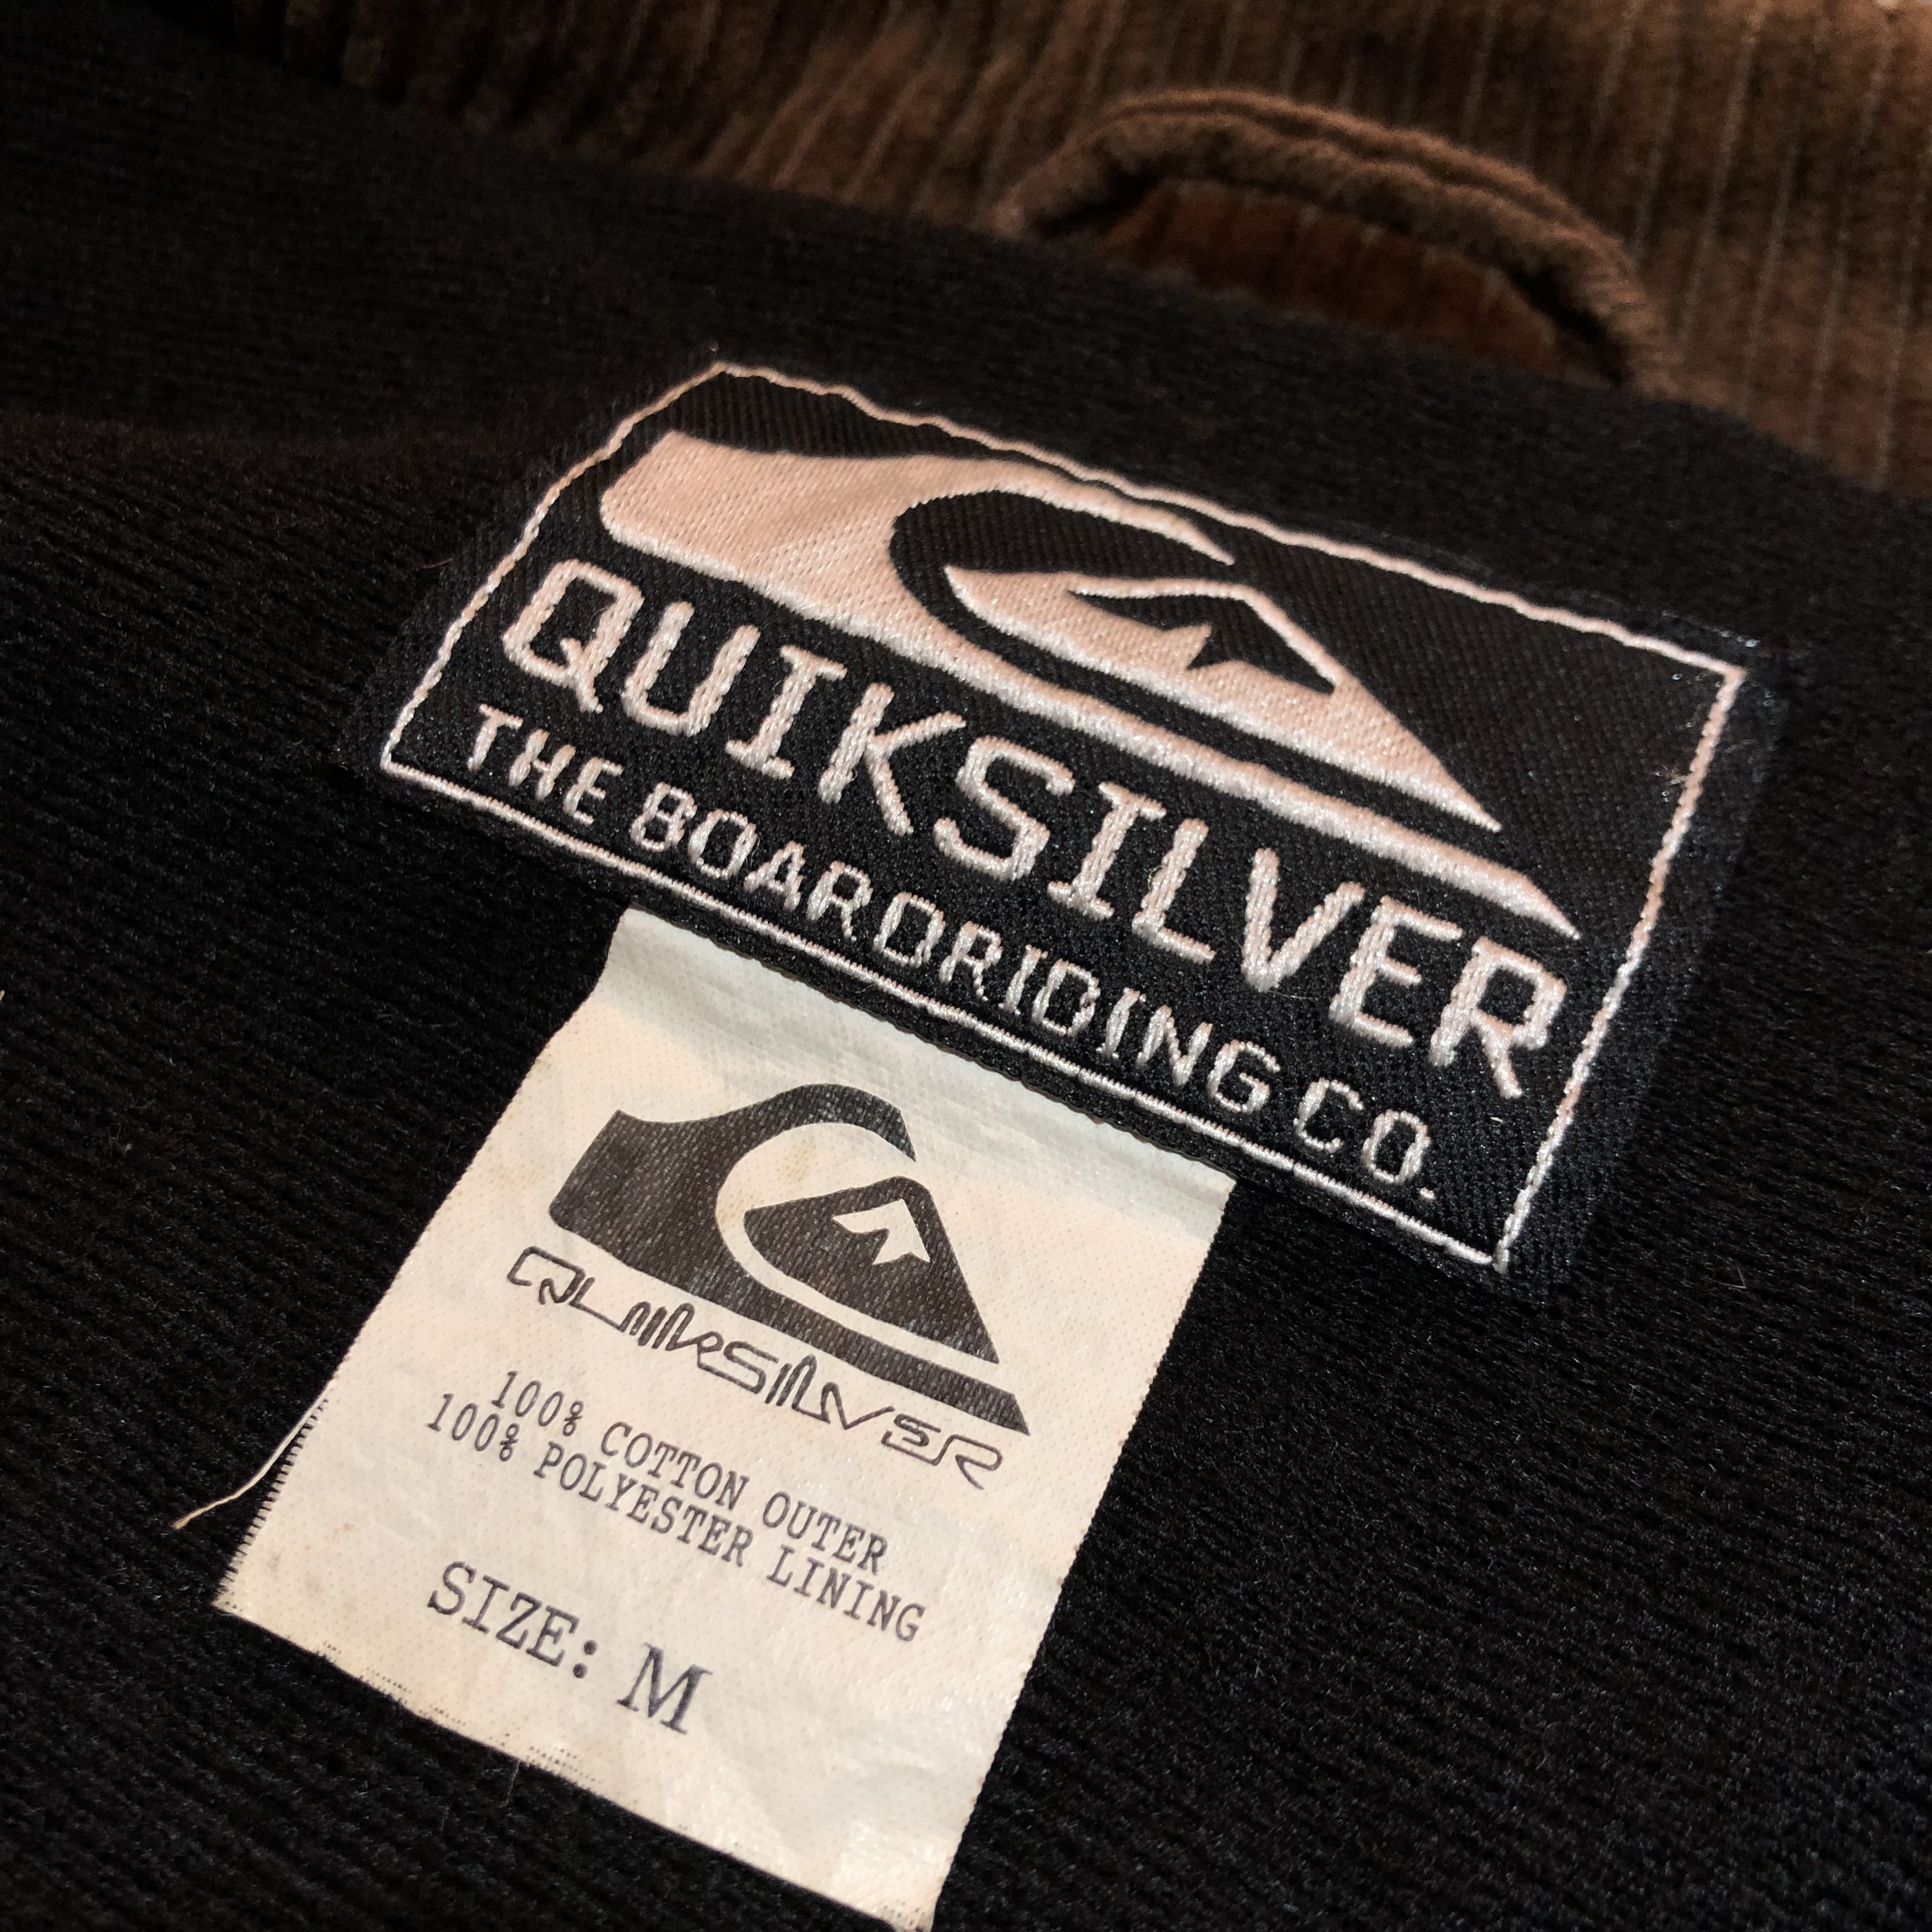 QUIKSILVER
THE BOARDRIDING CO.
QUIKSILVER
100% COTTON OUTER
100% POLYESTER LINING
SIZE: M